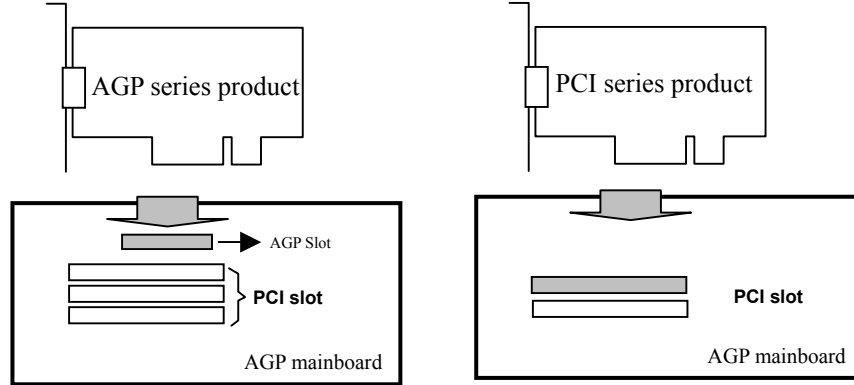 AGP series product
PCI series product
AGP Slot
PCI slot
AGP mainboard
PCI slot
AGP mainboard